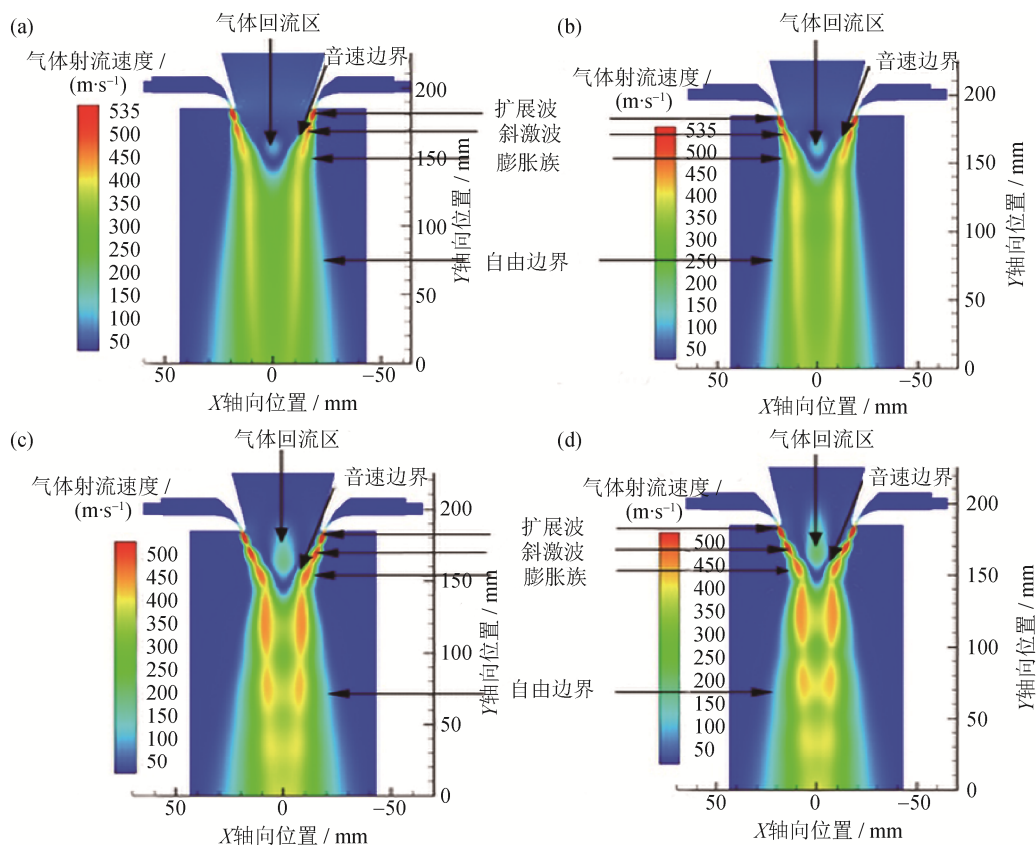 (a)
气体回流区
音速边界
气体射流速度 /
(m·s⁻¹)
535
500
450
400
350
300
250
200
150
100
50
200
150
100
50
0
Y轴向位置 / mm
50
0
−50
X轴向位置 / mm
扩展波
斜激波
膨胀族
自由边界
(b)
气体回流区
音速边界
气体射流速度 /
(m·s⁻¹)
535
500
450
400
350
300
250
200
150
100
50
200
150
100
50
0
Y轴向位置 / mm
50
0
−50
X轴向位置 / mm
(c)
气体回流区
音速边界
气体射流速度 /
(m·s⁻¹)
500
450
400
350
300
250
200
150
100
50
200
150
100
50
0
Y轴向位置 / mm
50
0
−50
X轴向位置 / mm
扩展波
斜激波
膨胀族
自由边界
(d)
气体回流区
音速边界
气体射流速度 /
(m·s⁻¹)
500
450
400
350
300
250
200
150
100
50
200
150
100
50
0
Y轴向位置 / mm
50
0
−50
X轴向位置 / mm